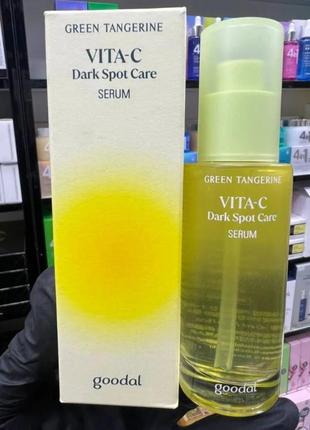 GREEN TANGERINE
VITA-C
Dark Spot Care
SERUM
goodal
GREEN TANGERINE
VITA-C
Dark Spot Care
SERUM
goodal